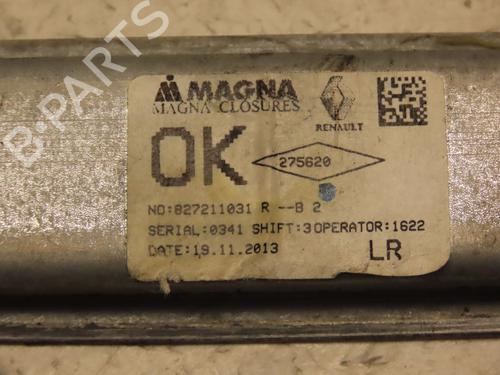 MAGNA
MAGNA CLOSURES
RENAULT
OK
275620
NO:827211031 R --B 2
SERIAL:0341 SHIFT:3 OPERATOR:1622
DATE:19.11.2013
LR
B-PARTS